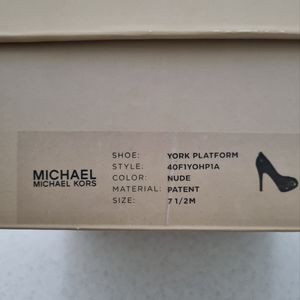 MICHAEL
MICHAEL KORS
SHOE: YORK PLATFORM
STYLE: 40F1YOHP1A
COLOR: NUDE
MATERIAL: PATENT
SIZE: 7 1/2M